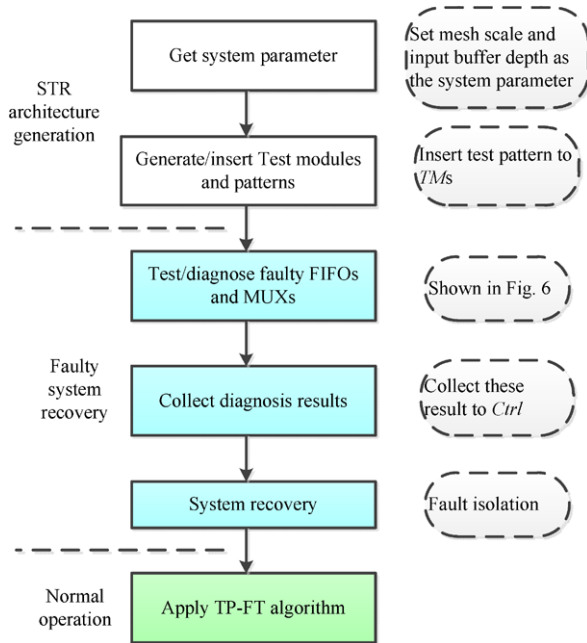 Get system parameter
Set mesh scale and
input buffer depth as
the system parameter
STR
architecture
generation
Generate/insert Test modules
and patterns
Insert test pattern to
TMs
Test/diagnose faulty FIFOs
and MUXs
Shown in Fig. 6
Faulty
system
recovery
Collect diagnosis results
Collect these
result to Ctrl
System recovery
Fault isolation
Normal
operation
Apply TP-FT algorithm